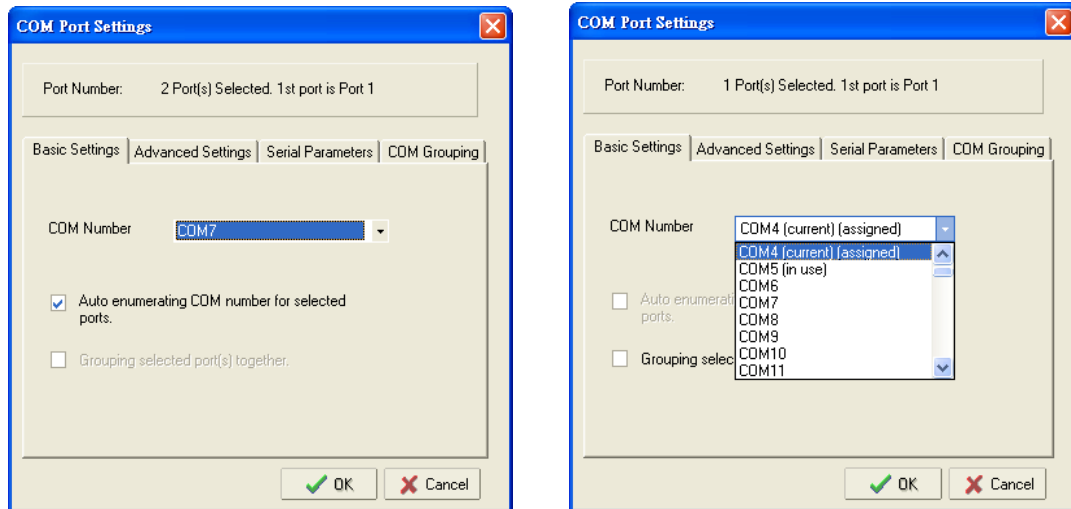 COM Port Settings
Port Number: 2 Port(s) Selected. 1st port is Port 1
Basic Settings Advanced Settings Serial Parameters COM Grouping
COM Number COM7
Auto enumerating COM number for selected
ports.
Grouping selected port(s) together.
OK Cancel
COM Port Settings
Port Number: 1 Port(s) Selected. 1st port is Port 1
Basic Settings Advanced Settings Serial Parameters COM Grouping
COM Number COM4 (current) (assigned)
COM4 (current) (assigned)
COM5 (in use)
COM6
Auto enumerati COM7
ports. COM8
COM9
Grouping selec COM10
COM11
OK Cancel